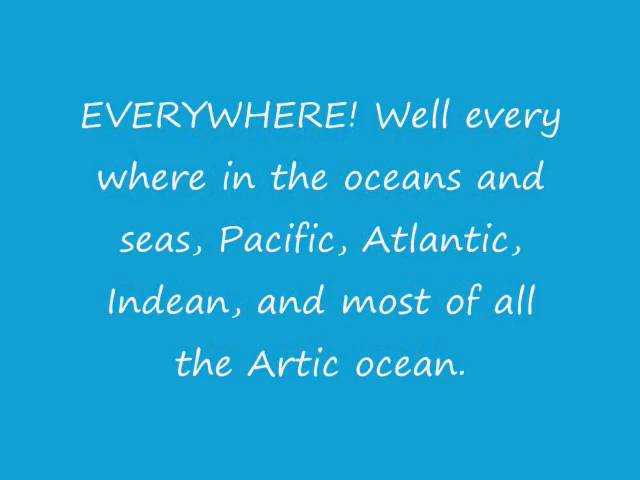 EVERYWHERE! Well every
where in the oceans and
seas, Pacific, Atlantic,
Indean, and most of all
the Artic ocean.